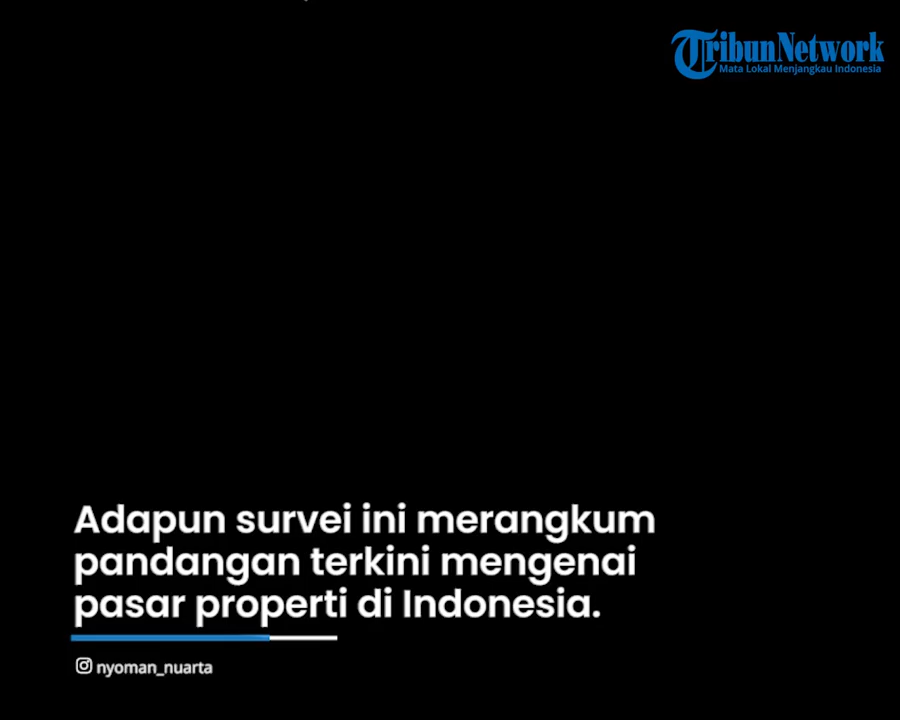 TribunNetwork
Mata Lokal Menjangkau Indonesia
Adapun survei ini merangkum
pandangan terkini mengenai
pasar properti di Indonesia.
nyoman_nuarta